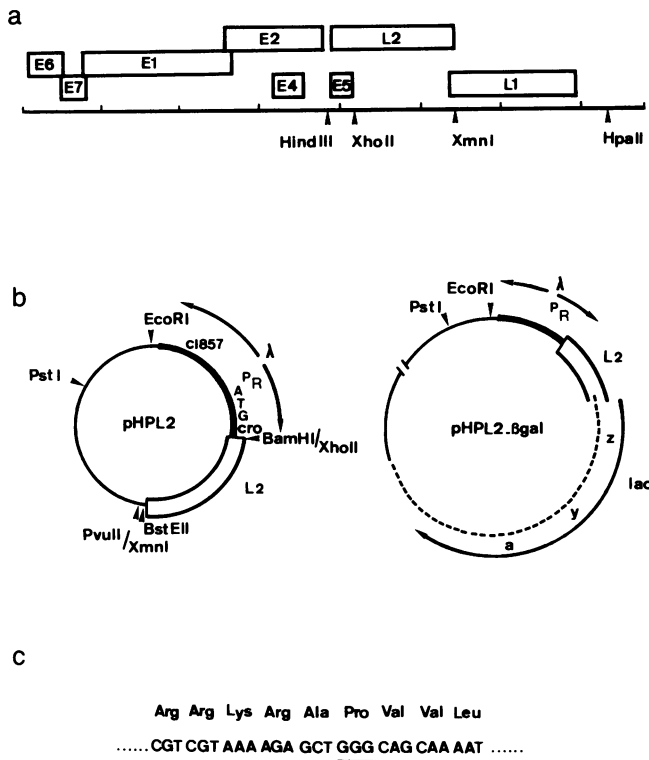 a
E2 L2
E6 E1
E7 E4 E5 L1
HindIII XhoII XmnI HpaII
b
EcoRI
cI857
λ
PstI
PR
A
T
G
cro
pHPL2
BamHI/XhoII
L2
BstEII
PvuII/XmnI
EcoRI
λ
PstI
PR
L2
pHPL2-βgal
z
lac
y
a
c
Arg Arg Lys Arg Ala Pro Val Val Leu
......CGT CGT AAA AGA GCT GGG CAG CAA AAT ......